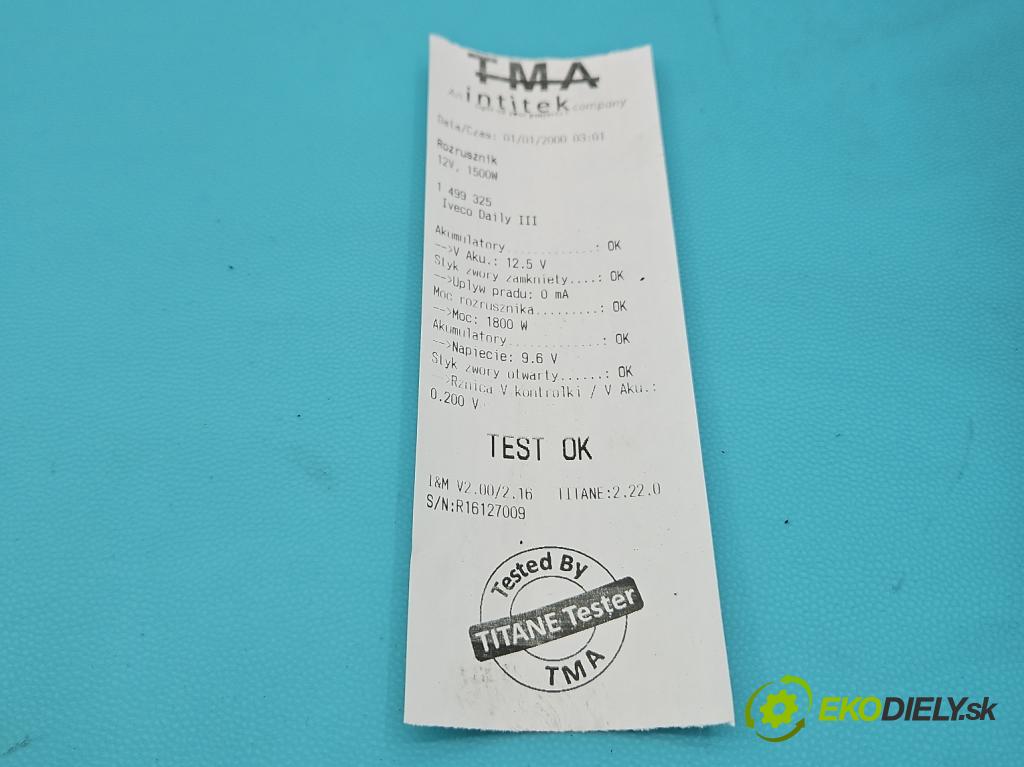 TMA
An intitek company
Data/Czas: 01/01/2000 03:01
Rozrusznik
12V, 1500W
1 499 325
Iveco Daily III
Akumulatory.............: OK
-->V Aku.: 12.5 V
Styk zwory zamkniety....: OK
-->Uplyw pradu: 0 mA
Moc rozrusznika.........: OK
-->Moc: 1800 W
Akumulatory.............: OK
-->Napiecie: 9.6 V
Styk zwory otwarty......: OK
-->Rznica V kontrolki / V Aku.:
0.200 V
TEST OK
I&M V2.00/2.16 TITANE:2.22.0
S/N:R16127009
Tested By
TITANE Tester
TMA
EKODIELY.sk